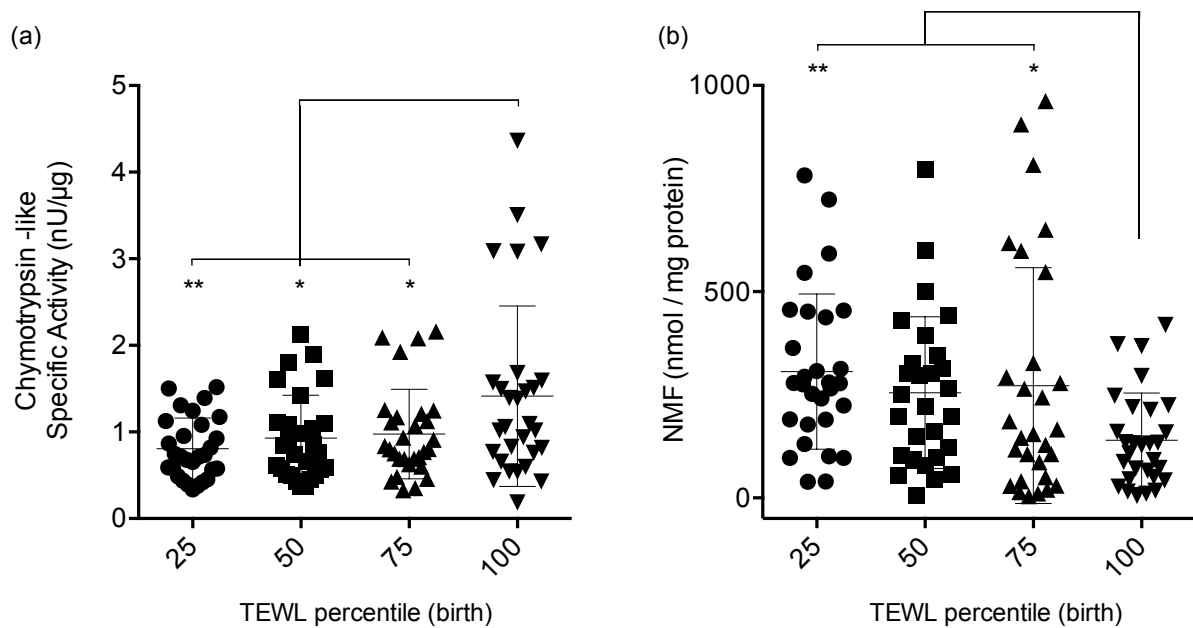 (a)
Chymotrypsin -like
Specific Activity (nU/µg)
5
4
3
2
1
0
** * *
25 50 75 100
TEWL percentile (birth)
(b)
NMF (nmol / mg protein)
1000
500
0
** *
25 50 75 100
TEWL percentile (birth)